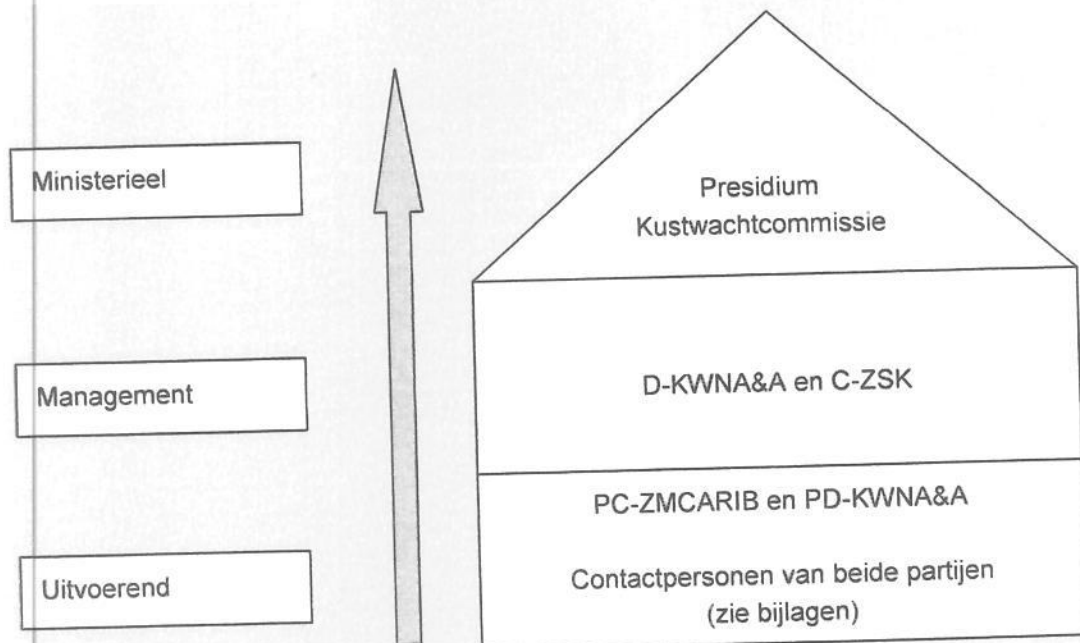 Ministerieel
Presidium
Kustwachtcommissie
Management
D-KWNA&A en C-ZSK
PC-ZMCARIB en PD-KWNA&A
Uitvoerend
Contactpersonen van beide partijen
(zie bijlagen)